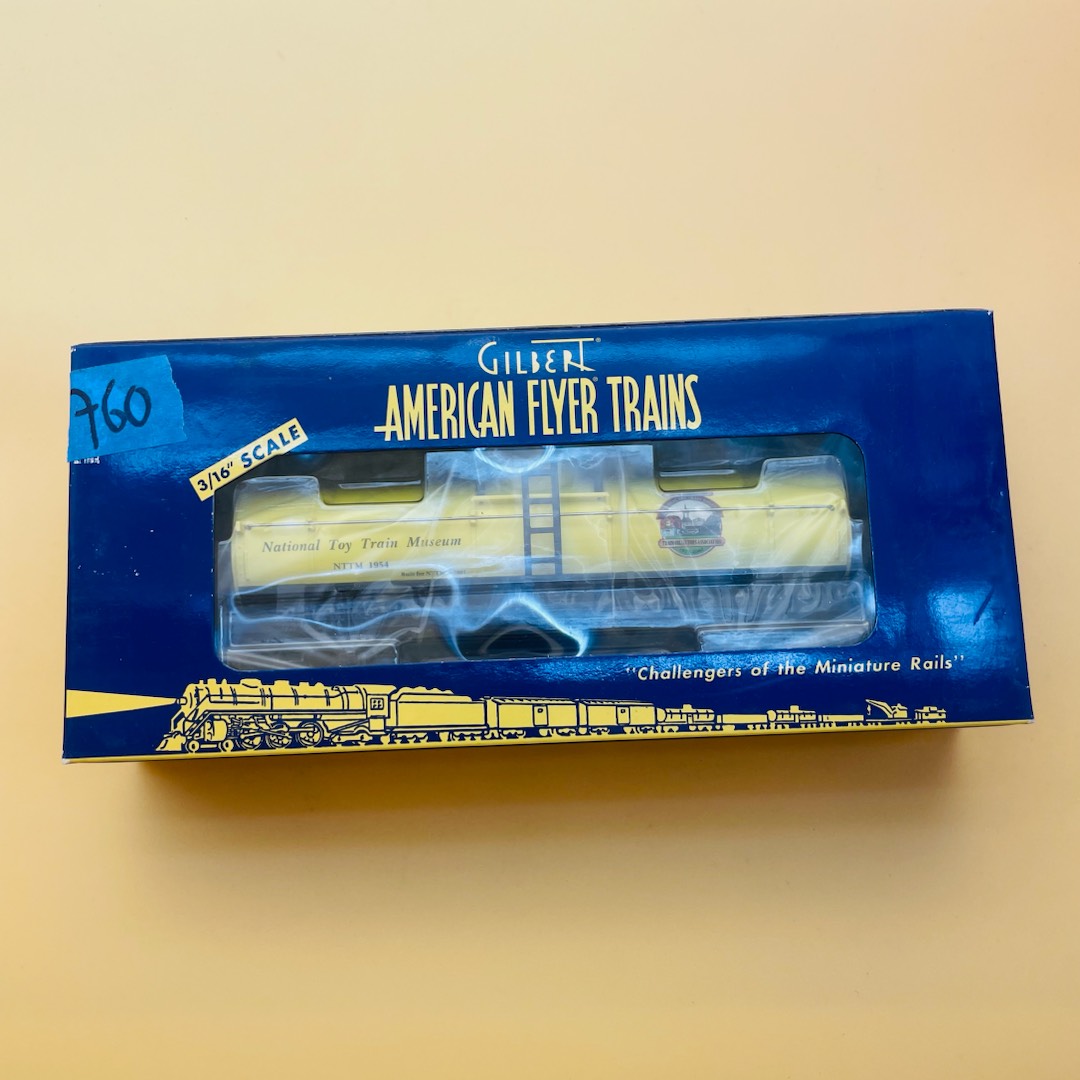 760
GILBERT®
AMERICAN FLYER® TRAINS
3/16" SCALE
National Toy Train Museum
NTTM 1954
"Challengers of the Miniature Rails"